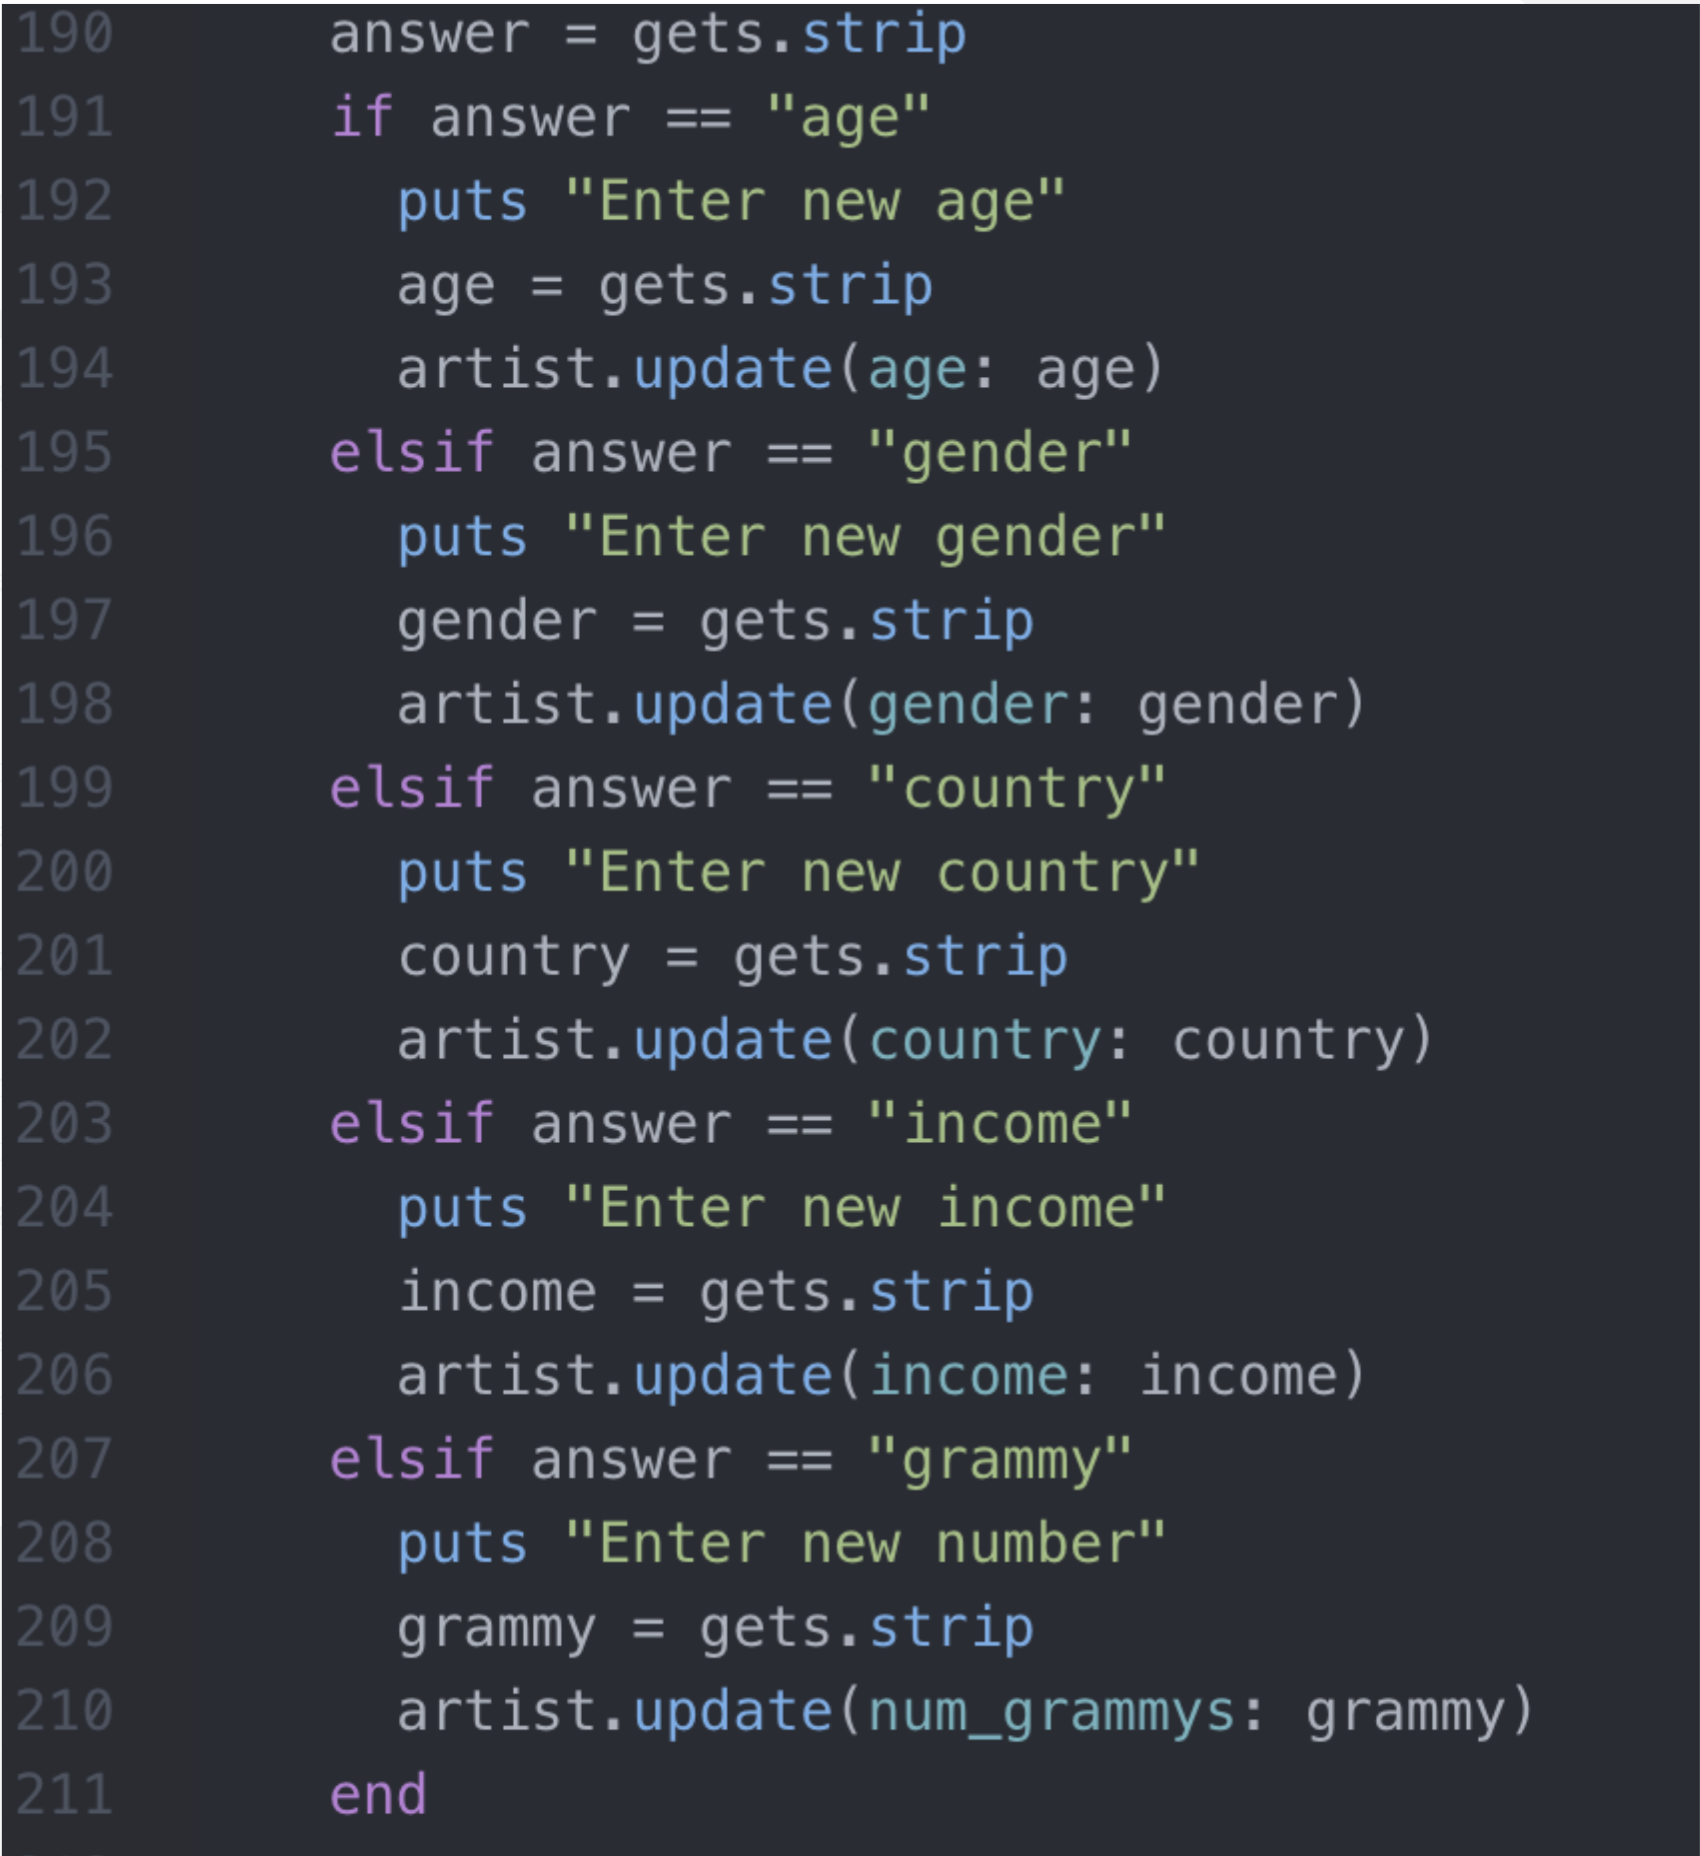 190 answer = gets.strip
191 if answer == "age"
192 puts "Enter new age"
193 age = gets.strip
194 artist.update(age: age)
195 elsif answer == "gender"
196 puts "Enter new gender"
197 gender = gets.strip
198 artist.update(gender: gender)
199 elsif answer == "country"
200 puts "Enter new country"
201 country = gets.strip
202 artist.update(country: country)
203 elsif answer == "income"
204 puts "Enter new income"
205 income = gets.strip
206 artist.update(income: income)
207 elsif answer == "grammy"
208 puts "Enter new number"
209 grammy = gets.strip
210 artist.update(num_grammys: grammy)
211 end